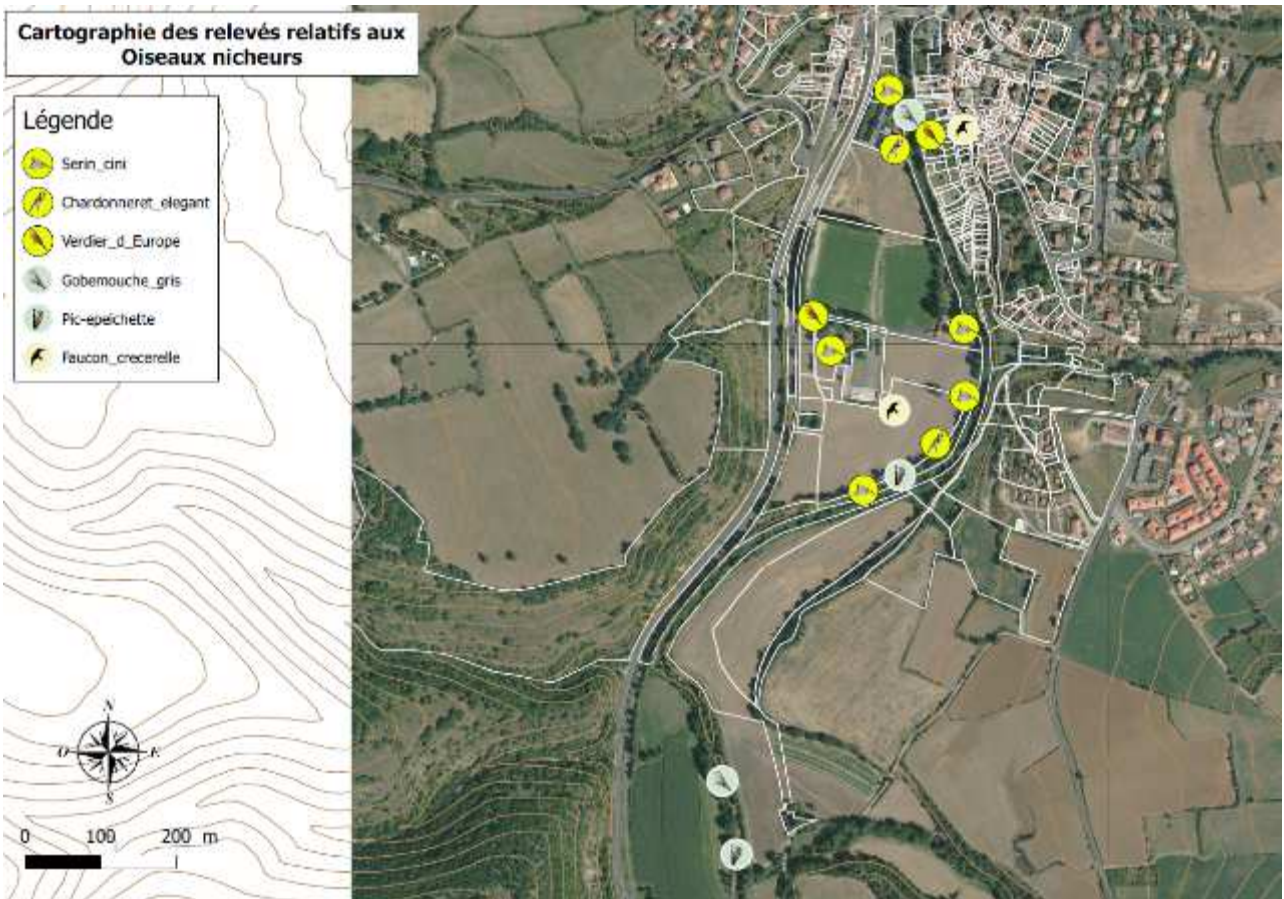 Cartographie des relevés relatifs aux
Oiseaux nicheurs
Légende
Serin_cini
Chardonneret_elegant
Verdier_d_Europe
Gobemouche_gris
Pic-epeichette
Faucon_crecerelle
N
O E
S
0 100 200 m